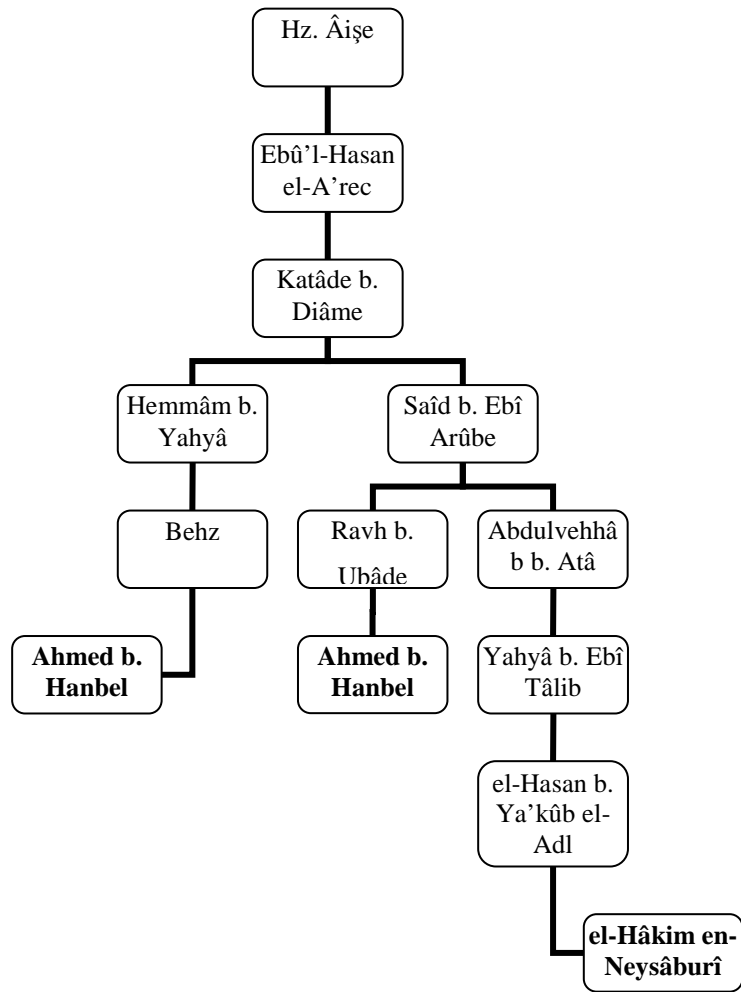 Hz. Âişe
Ebû’l-Hasan
el-A’rec
Katâde b.
Diâme
Hemmâm b.
Yahyâ
Saîd b. Ebî
Arûbe
Behz
Ravh b.
Ubâde
Abdulvehhâ
b b. Atâ
Ahmed b.
Hanbel
Ahmed b.
Hanbel
Yahyâ b. Ebî
Tâlib
el-Hasan b.
Ya’kûb el-
Adl
el-Hâkim en-
Neysâburî